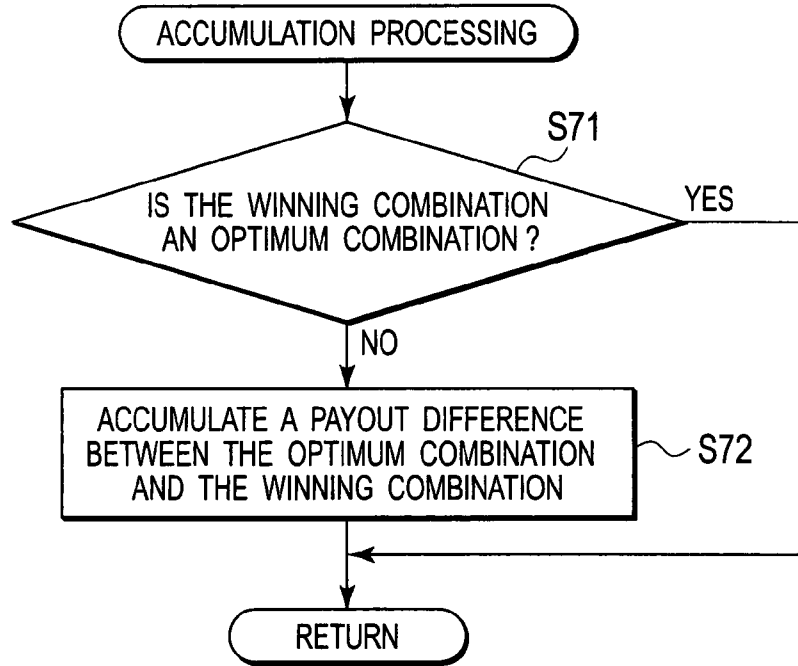 ACCUMULATION PROCESSING
S71
IS THE WINNING COMBINATION
AN OPTIMUM COMBINATION ?
YES
NO
ACCUMULATE A PAYOUT DIFFERENCE
BETWEEN THE OPTIMUM COMBINATION
AND THE WINNING COMBINATION
S72
RETURN